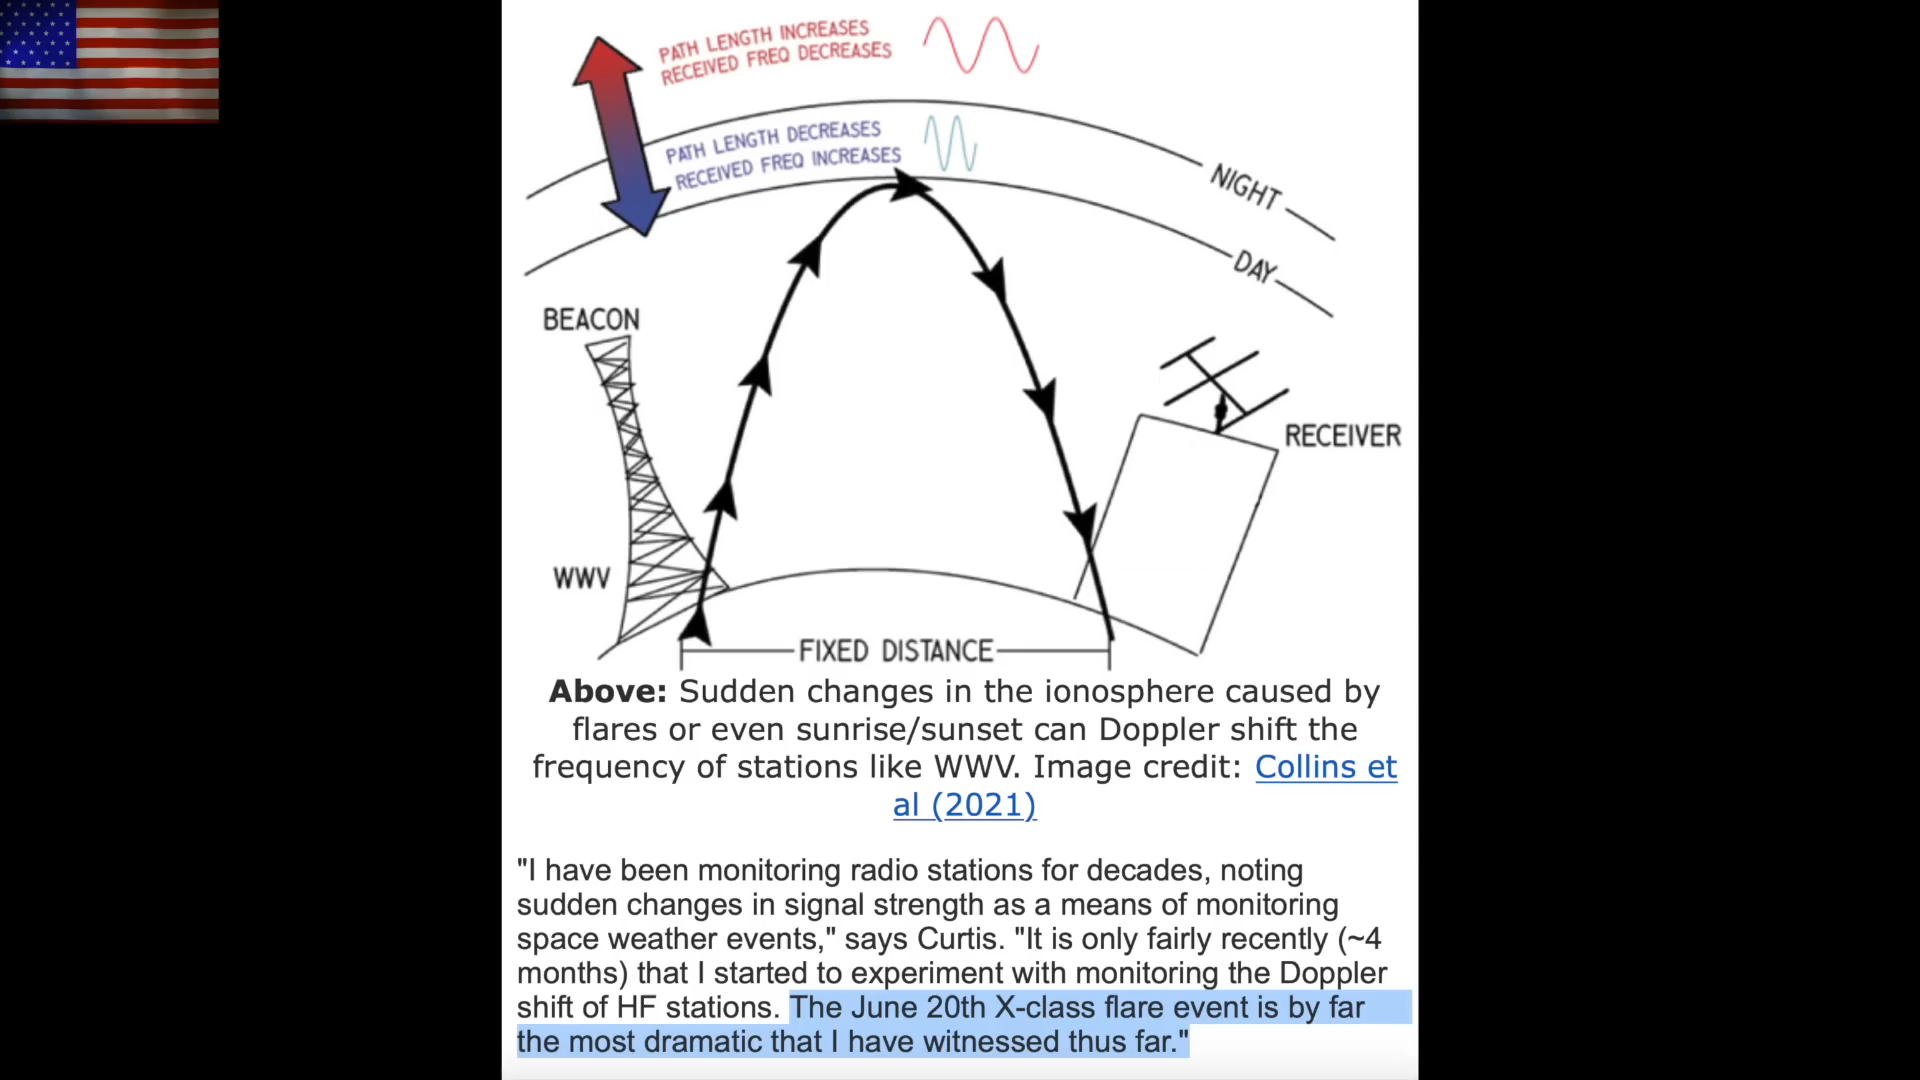 PATH LENGTH INCREASES
RECEIVED FREQ DECREASES
PATH LENGTH DECREASES
RECEIVED FREQ INCREASES
NIGHT
DAY
BEACON
RECEIVER
WWV
FIXED DISTANCE
Above: Sudden changes in the ionosphere caused by
flares or even sunrise/sunset can Doppler shift the
frequency of stations like WWV. Image credit: Collins et
al (2021)
"I have been monitoring radio stations for decades, noting
sudden changes in signal strength as a means of monitoring
space weather events," says Curtis. "It is only fairly recently (~4
months) that I started to experiment with monitoring the Doppler
shift of HF stations. The June 20th X-class flare event is by far
the most dramatic that I have witnessed thus far."